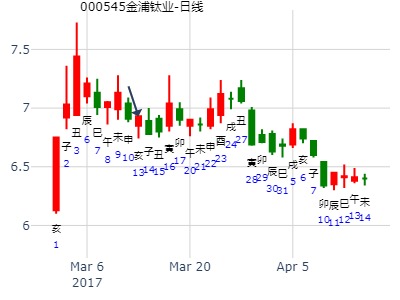 000545金浦钛业-日线
7.5
7
6.5
6
亥
1
子
2
丑
3
辰
6
巳
7
午
8
未
9
申
10
亥
13
子
14
丑
15
寅
16
卯
17
午
20
未
21
申
22
酉
23
戌
24
丑
27
寅
28
卯
29
辰
30
巳
31
戌
5
亥
6
子
7
卯
10
辰
11
巳
12
午
13
未
14
Mar 6
2017
Mar 20
Apr 5